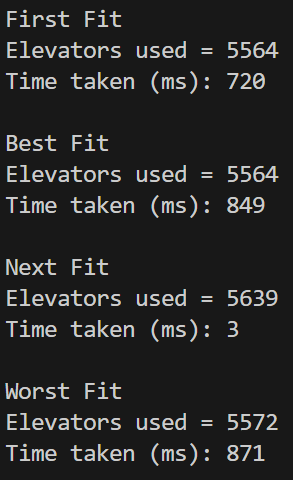 First Fit
Elevators used = 5564
Time taken (ms): 720
Best Fit
Elevators used = 5564
Time taken (ms): 849
Next Fit
Elevators used = 5639
Time taken (ms): 3
Worst Fit
Elevators used = 5572
Time taken (ms): 871